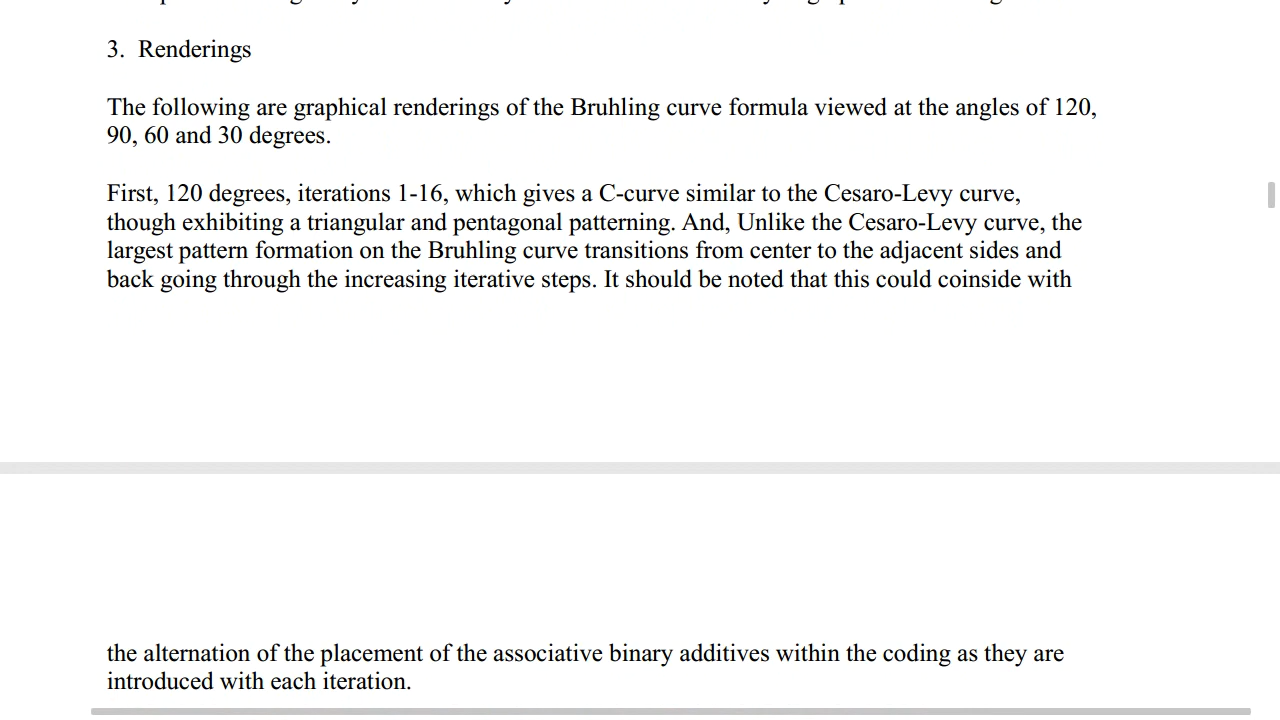 3. Renderings
The following are graphical renderings of the Bruhling curve formula viewed at the angles of 120,
90, 60 and 30 degrees.
First, 120 degrees, iterations 1-16, which gives a C-curve similar to the Cesaro-Levy curve,
though exhibiting a triangular and pentagonal patterning. And, Unlike the Cesaro-Levy curve, the
largest pattern formation on the Bruhling curve transitions from center to the adjacent sides and
back going through the increasing iterative steps. It should be noted that this could coinside with
the alternation of the placement of the associative binary additives within the coding as they are
introduced with each iteration.